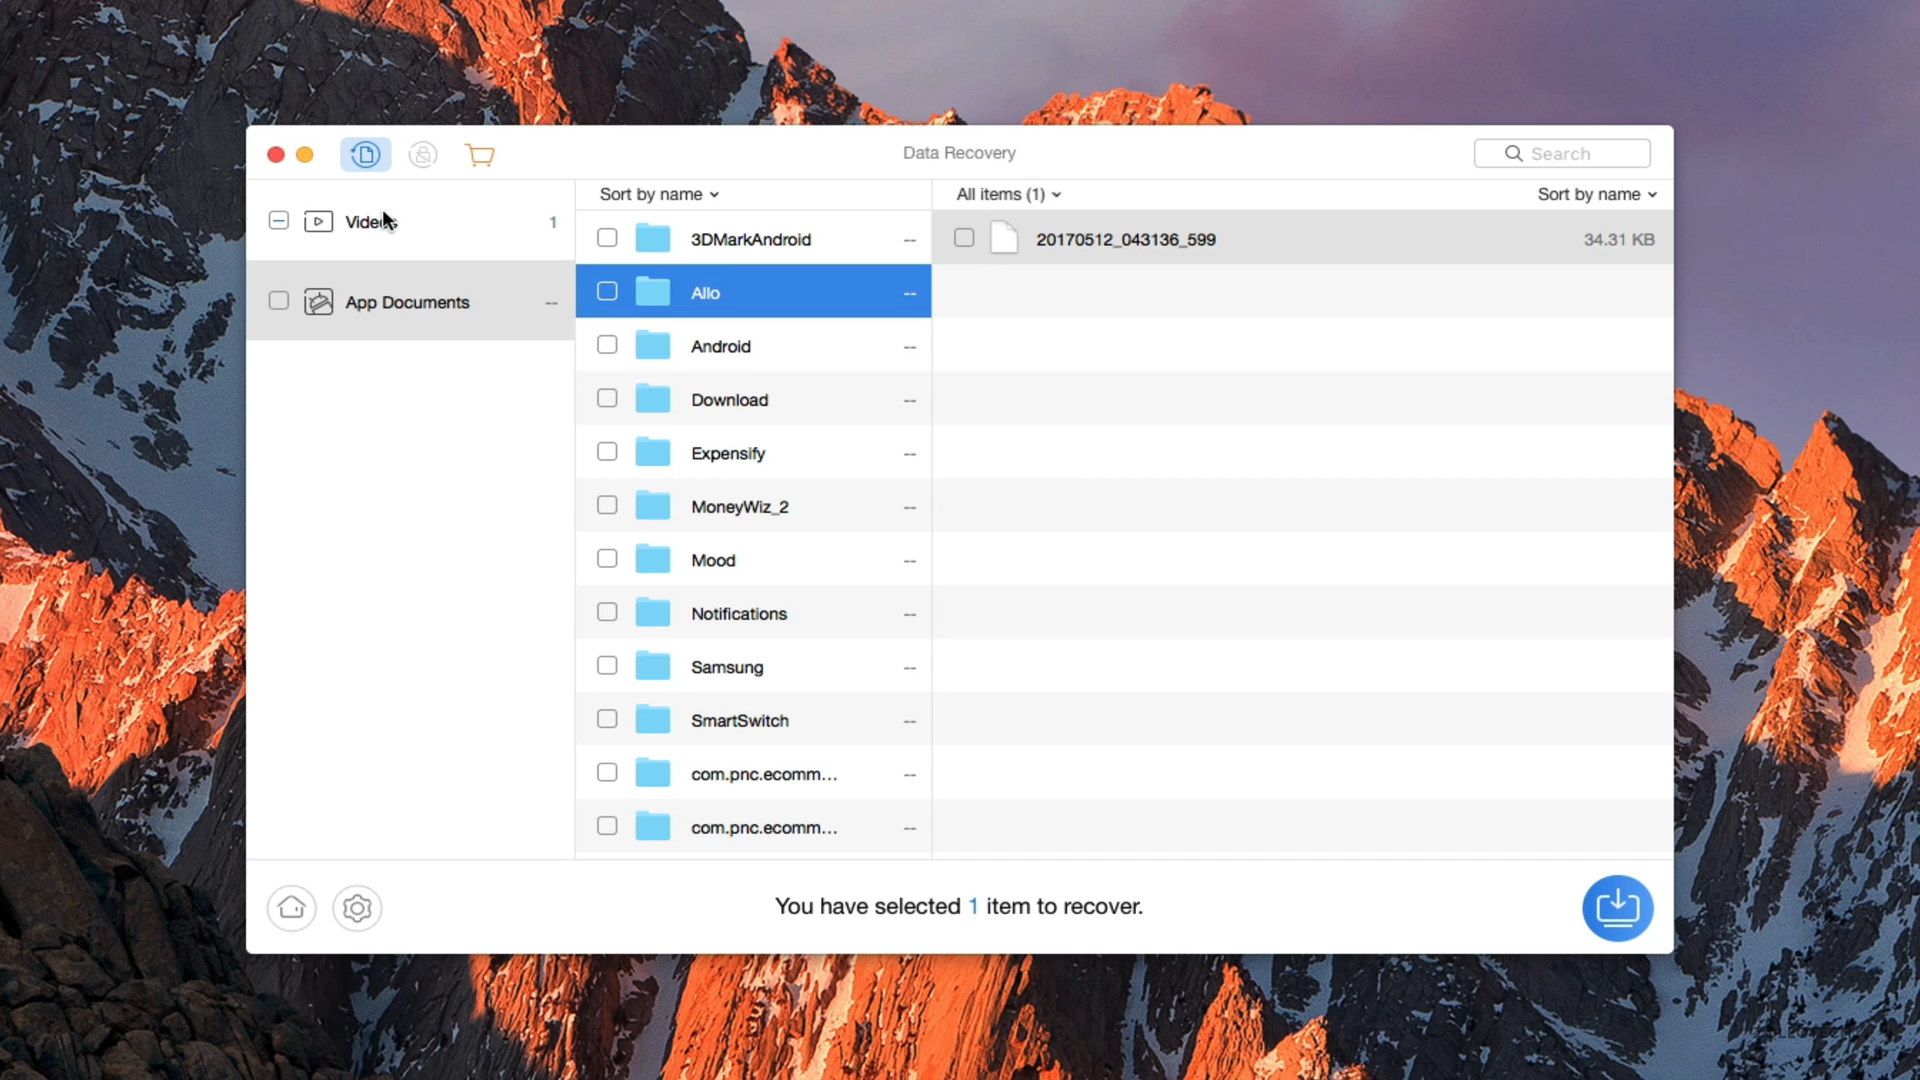 Data Recovery
Search
Videos 1
App Documents --
Sort by name
3DMarkAndroid --
Allo --
Android --
Download --
Expensify --
MoneyWiz_2 --
Mood --
Notifications --
Samsung --
SmartSwitch --
com.pnc.ecomm... --
com.pnc.ecomm... --
All items (1)
Sort by name
20170512_043136_599 34.31 KB
You have selected 1 item to recover.